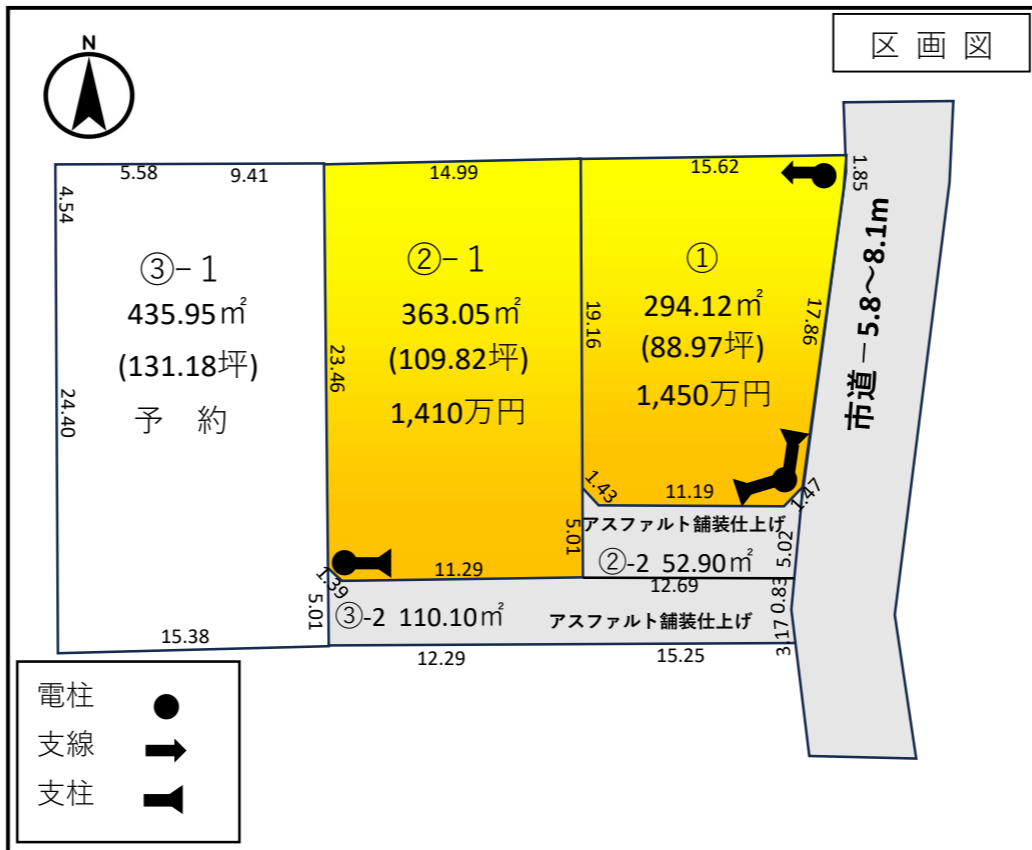 区画図
N
5.58
9.41
14.99
15.62
1.85
4.54
③-1
435.95㎡
(131.18坪)
予 約
24.40
15.38
②-1
363.05㎡
(109.82坪)
1,410万円
23.46
①
294.12㎡
(88.97坪)
1,450万円
19.16
17.86
市道－5.8～8.1m
1.43
11.19
1.47
アスファルト舗装仕上げ
5.01
②-2 52.90㎡
5.02
11.29
12.69
1.39
0.83
5.01
③-2 110.10㎡
アスファルト舗装仕上げ
3.17
12.29
15.25
電柱
支線
支柱